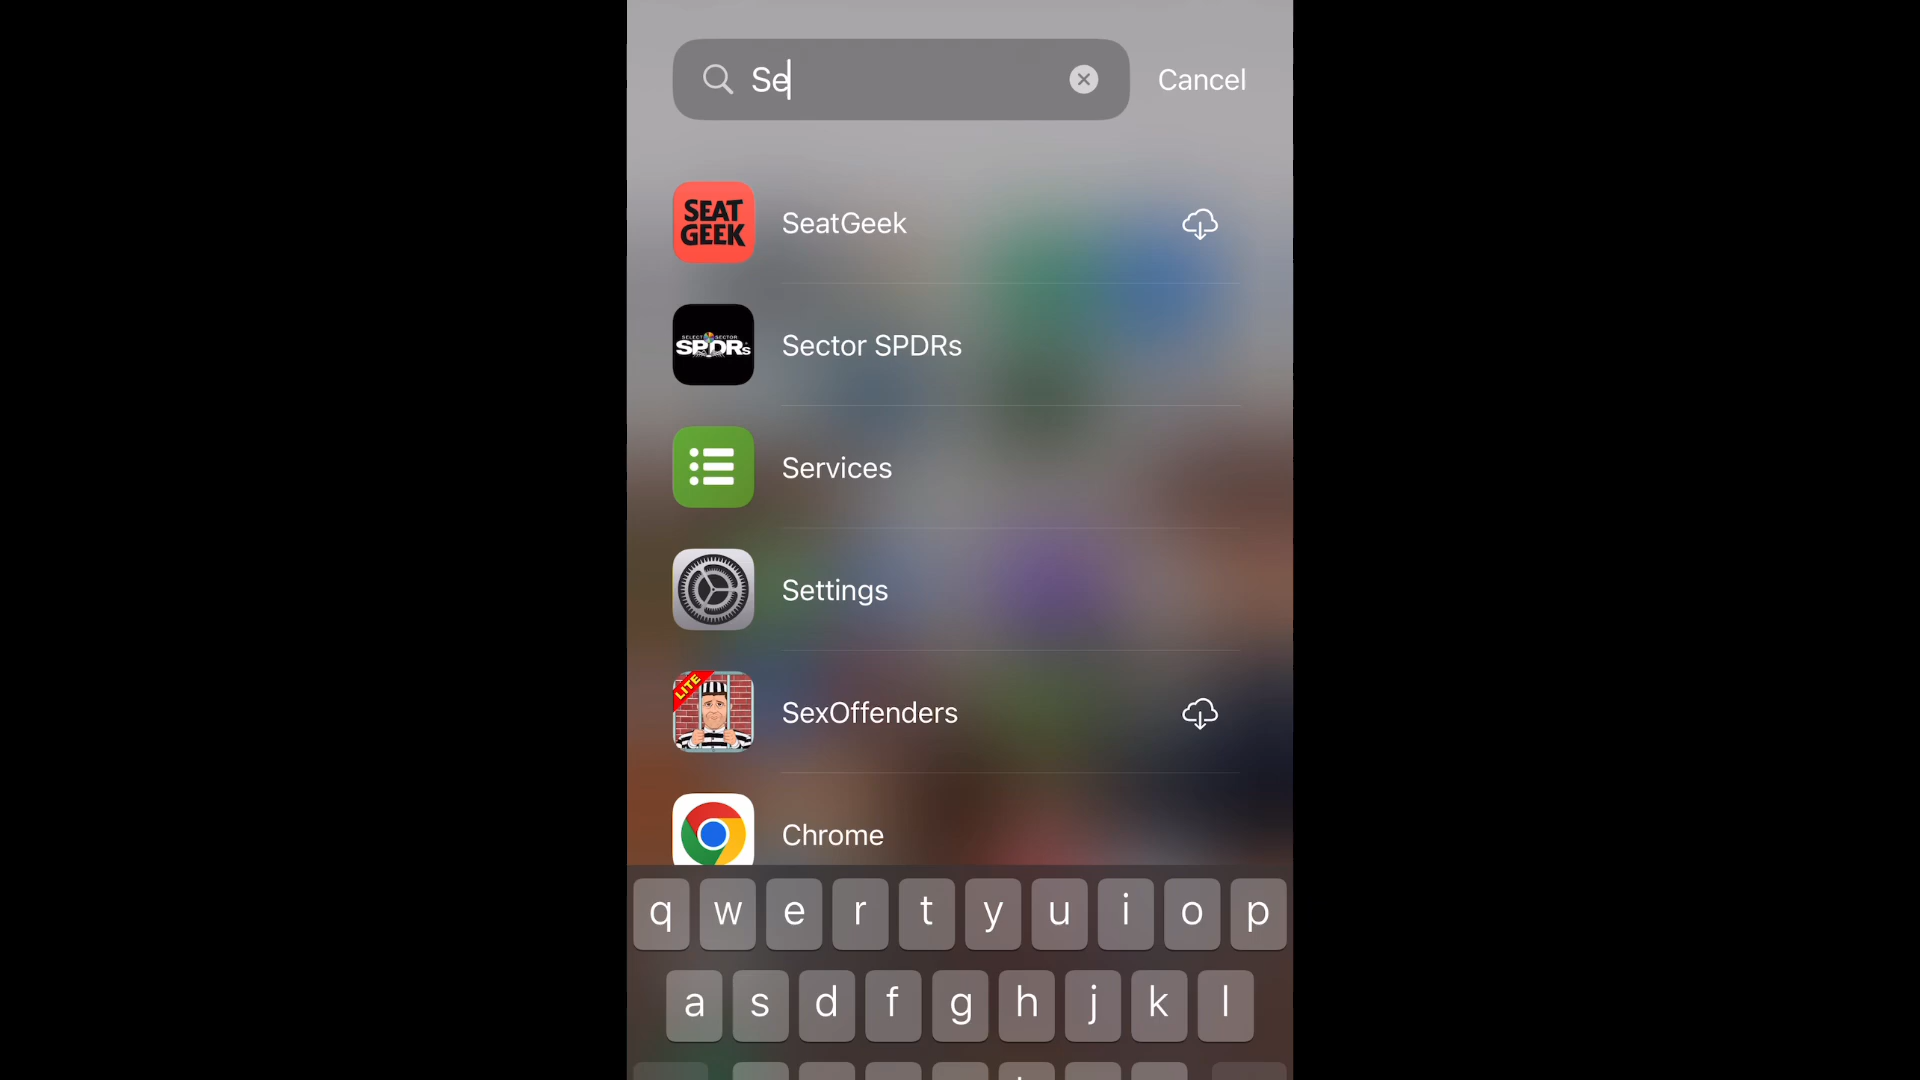 Se
Cancel
SEAT
GEEK
SeatGeek
SELECT SECTOR
SPDRs
Sector SPDRs
Services
Settings
LITE
SexOffenders
Chrome
q w e r t y u i o p
a s d f g h j k l